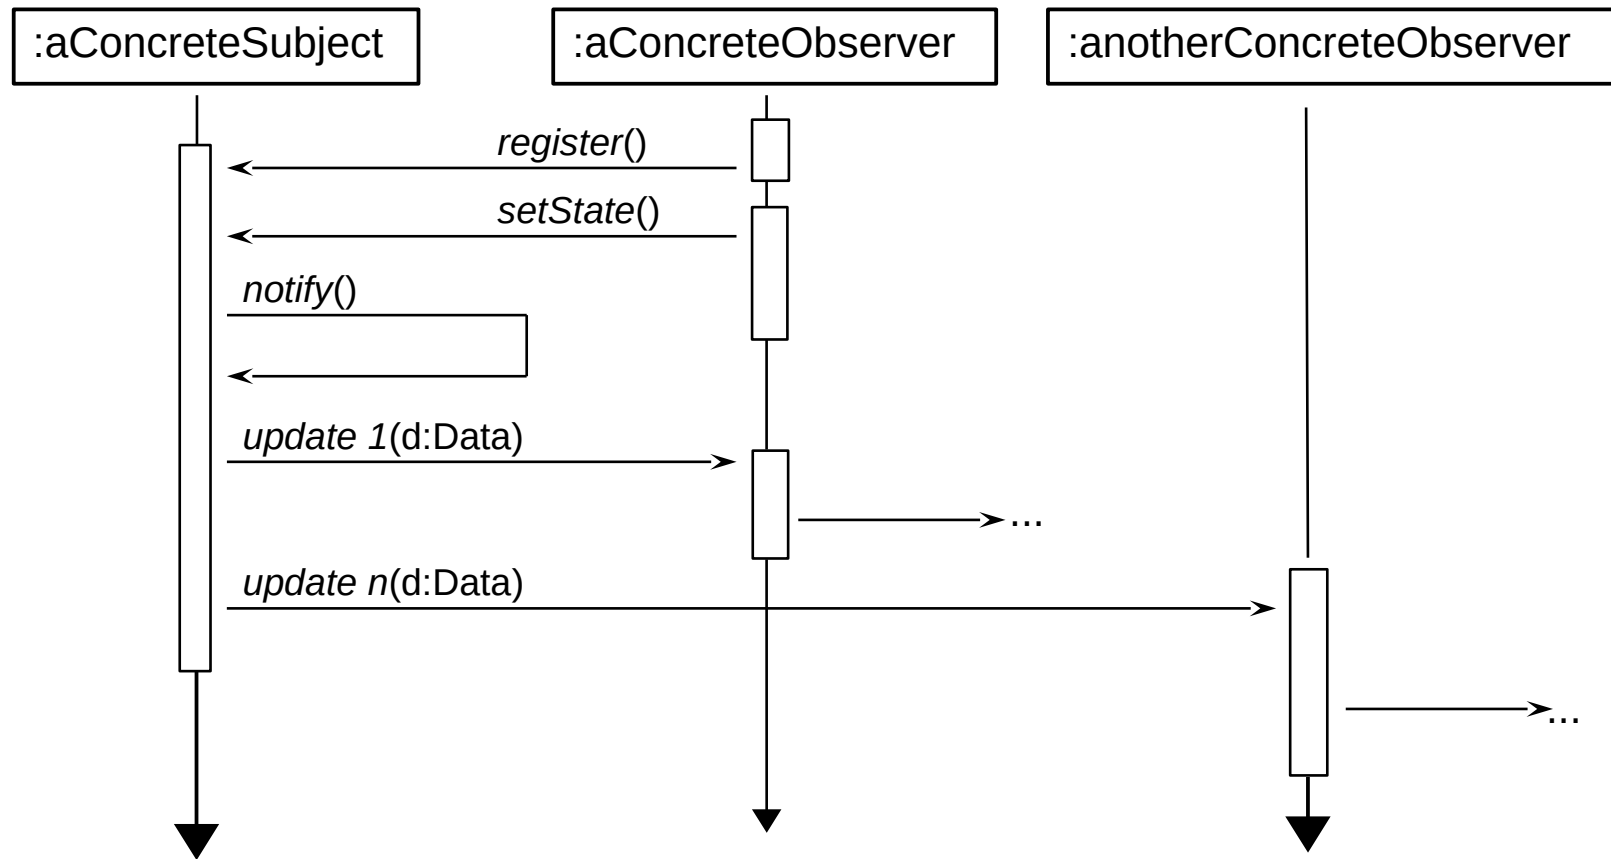 :aConcreteSubject
:aConcreteObserver
:anotherConcreteObserver
register()
setState()
notify()
update 1(d:Data)
...
update n(d:Data)
...